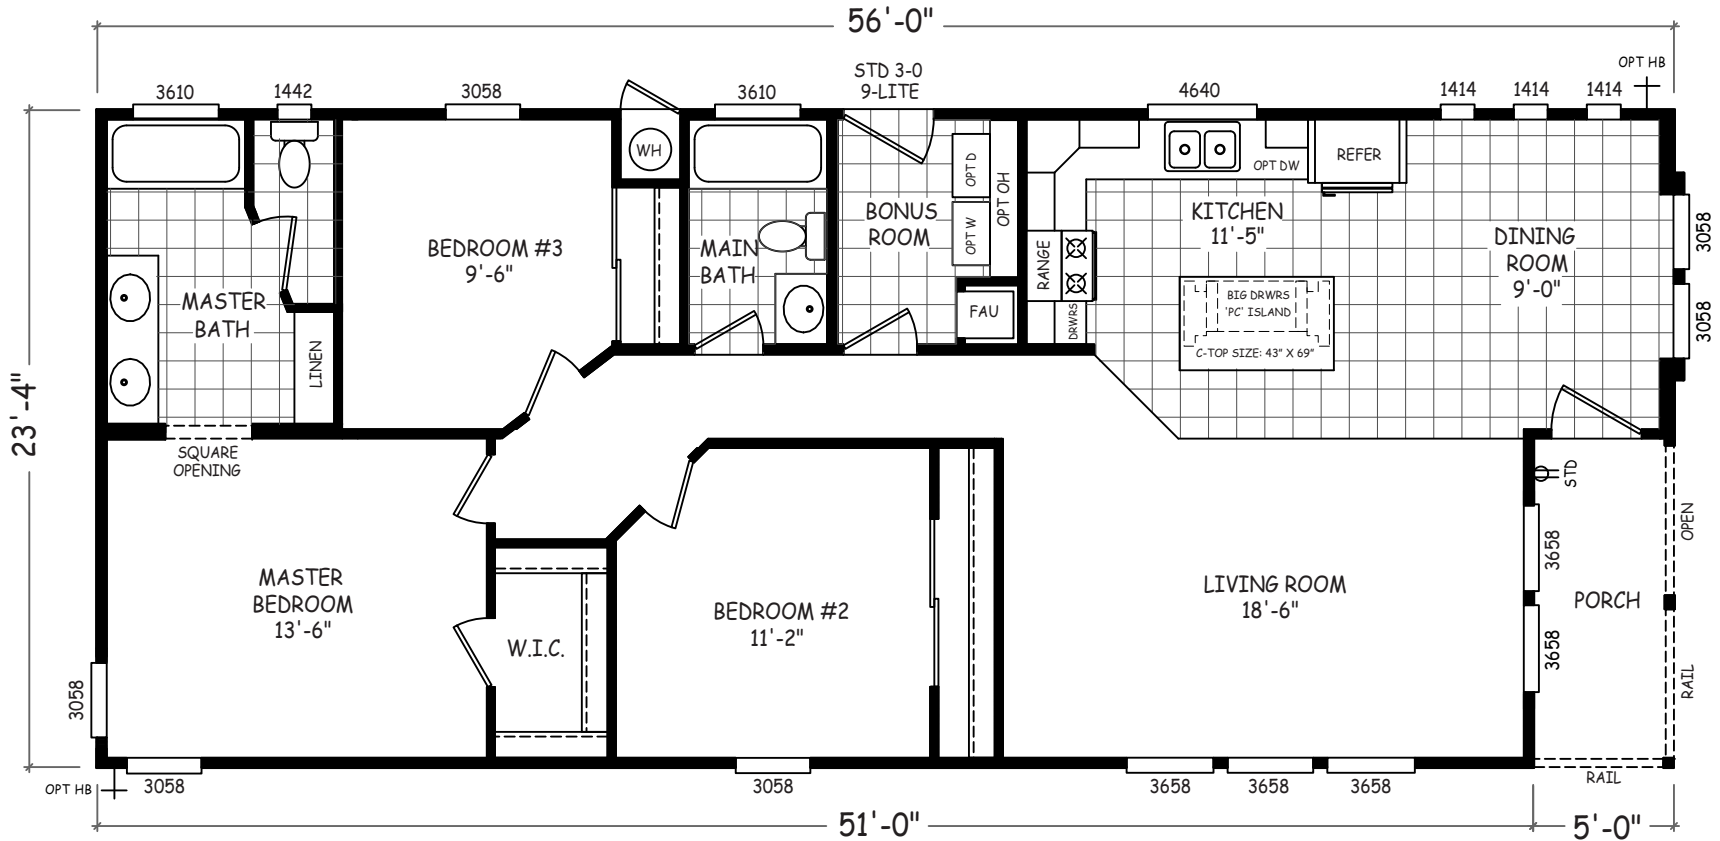 56'-0"
STD 3-0
9-LITE
OPT HB
3610
1442
3058
3610
4640
1414
1414
1414
WH
OPT D
OPT OH
OPT W
OPT DW
REFER
BONUS
ROOM
KITCHEN
11'-5"
DINING
ROOM
9'-0"
3058
3058
BEDROOM #3
9'-6"
MAIN
BATH
RANGE
MASTER
BATH
LINEN
FAU
DRWRS
BIG DRWRS
'PC' ISLAND
C-TOP SIZE: 43" X 69"
23'-4"
SQUARE
OPENING
STD
OPEN
3658
MASTER
BEDROOM
13'-6"
W.I.C.
BEDROOM #2
11'-2"
LIVING ROOM
18'-6"
PORCH
3658
RAIL
3058
OPT HB
3058
3058
3658
3658
3658
RAIL
51'-0"
5'-0"